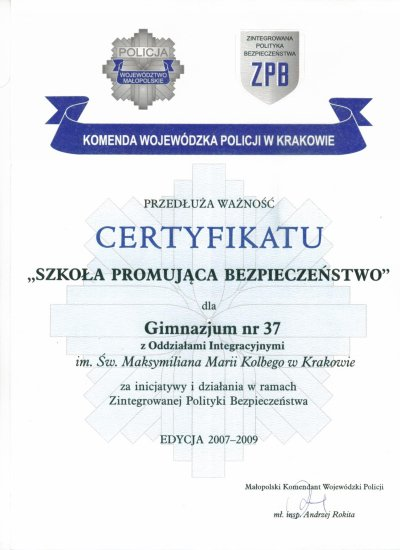 POLICJA
WOJEWÓDZTWO
MAŁOPOLSKIE
ZINTEGROWANA
POLITYKA
BEZPIECZEŃSTWA
ZPB
KOMENDA WOJEWÓDZKA POLICJI W KRAKOWIE
PRZEDŁUŻA WAŻNOŚĆ
CERTYFIKATU
„SZKOŁA PROMUJĄCA BEZPIECZEŃSTWO”
dla
Gimnazjum nr 37
z Oddziałami Integracyjnymi
im. Św. Maksymiliana Marii Kolbego w Krakowie
za inicjatywy i działania w ramach
Zintegrowanej Polityki Bezpieczeństwa
EDYCJA 2007–2009
Małopolski Komendant Wojewódzki Policji
mł. insp. Andrzej Rokita